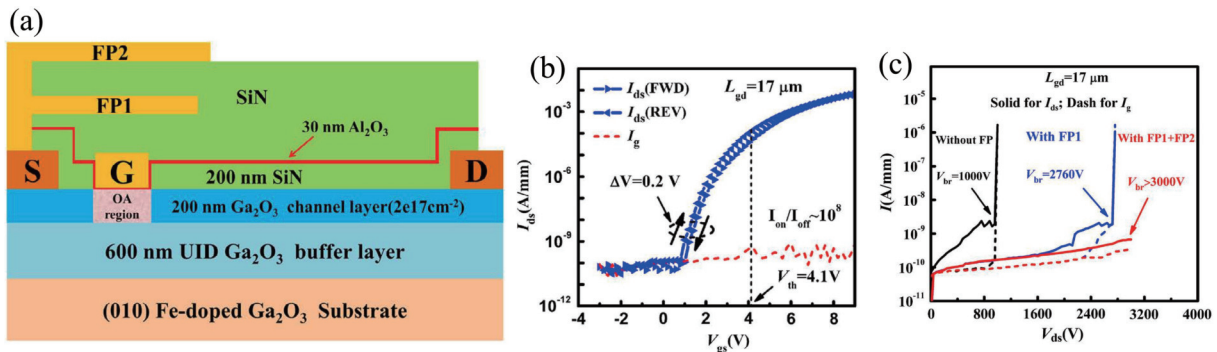 (a)
FP2
FP1
SiN
30 nm Al₂O₃
S
G
D
200 nm SiN
OA
region
200 nm Ga₂O₃ channel layer(2e17cm⁻²)
600 nm UID Ga₂O₃ buffer layer
(010) Fe-doped Ga₂O₃ Substrate
(b)
I_ds(FWD)
I_ds(REV)
I_g
L_gd=17 μm
ΔV=0.2 V
I_on/I_off~10⁸
V_th=4.1V
I_ds(A/mm)
10⁻³
10⁻⁶
10⁻⁹
10⁻¹²
-4 -2 0 2 4 6 8
V_gs(V)
(c)
L_gd=17 μm
Solid for I_ds; Dash for I_g
Without FP
V_br=1000V
With FP1
V_br=2760V
With FP1+FP2
V_br>3000V
I(A/mm)
10⁻⁵
10⁻⁶
10⁻⁷
10⁻⁸
10⁻⁹
10⁻¹⁰
10⁻¹¹
0 800 1600 2400 3200 4000
V_ds(V)